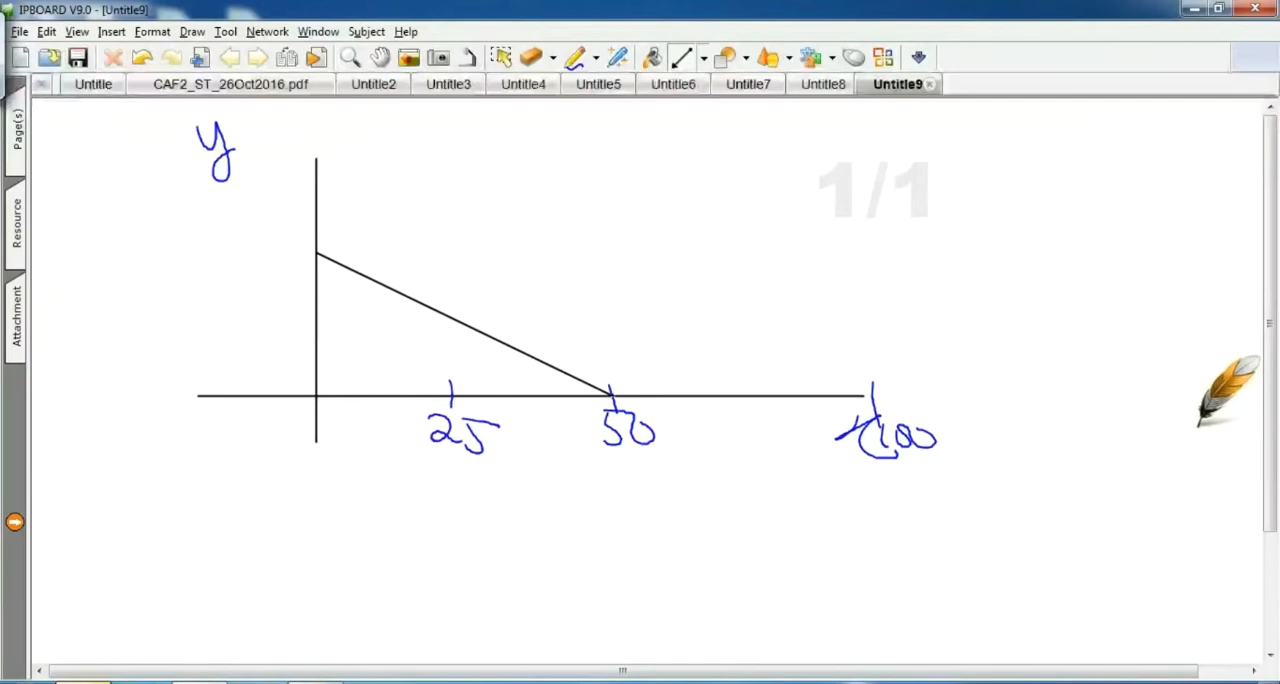 IPBOARD V9.0 - [Untitle9]
File Edit View Insert Format Draw Tool Network Window Subject Help
Untitle CAF2_ST_26Oct2016.pdf Untitle2 Untitle3 Untitle4 Untitle5 Untitle6 Untitle7 Untitle8 Untitle9
Page(s)
Resource
Attachment
y
1/1
25 50 100